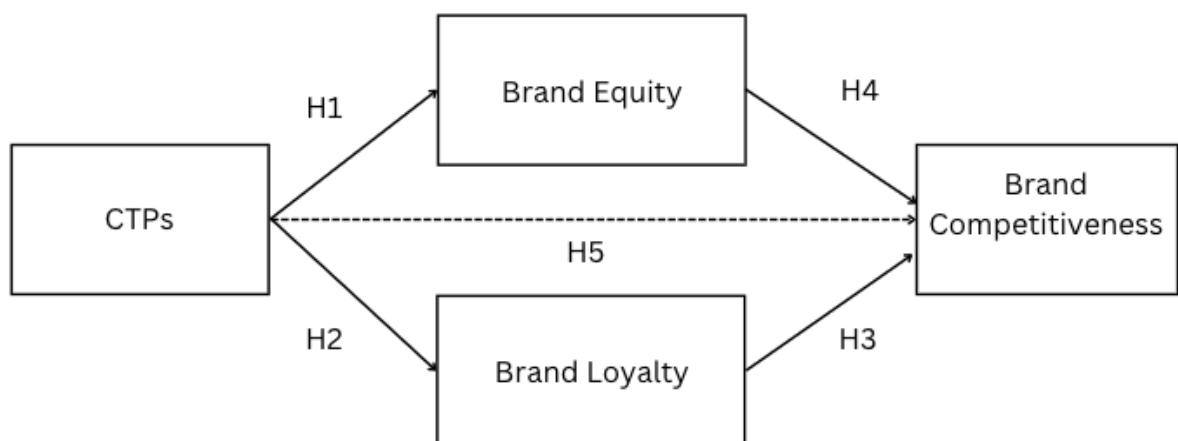 Brand Equity
H1
H4
CTPs
Brand
Competitiveness
H5
H2
H3
Brand Loyalty